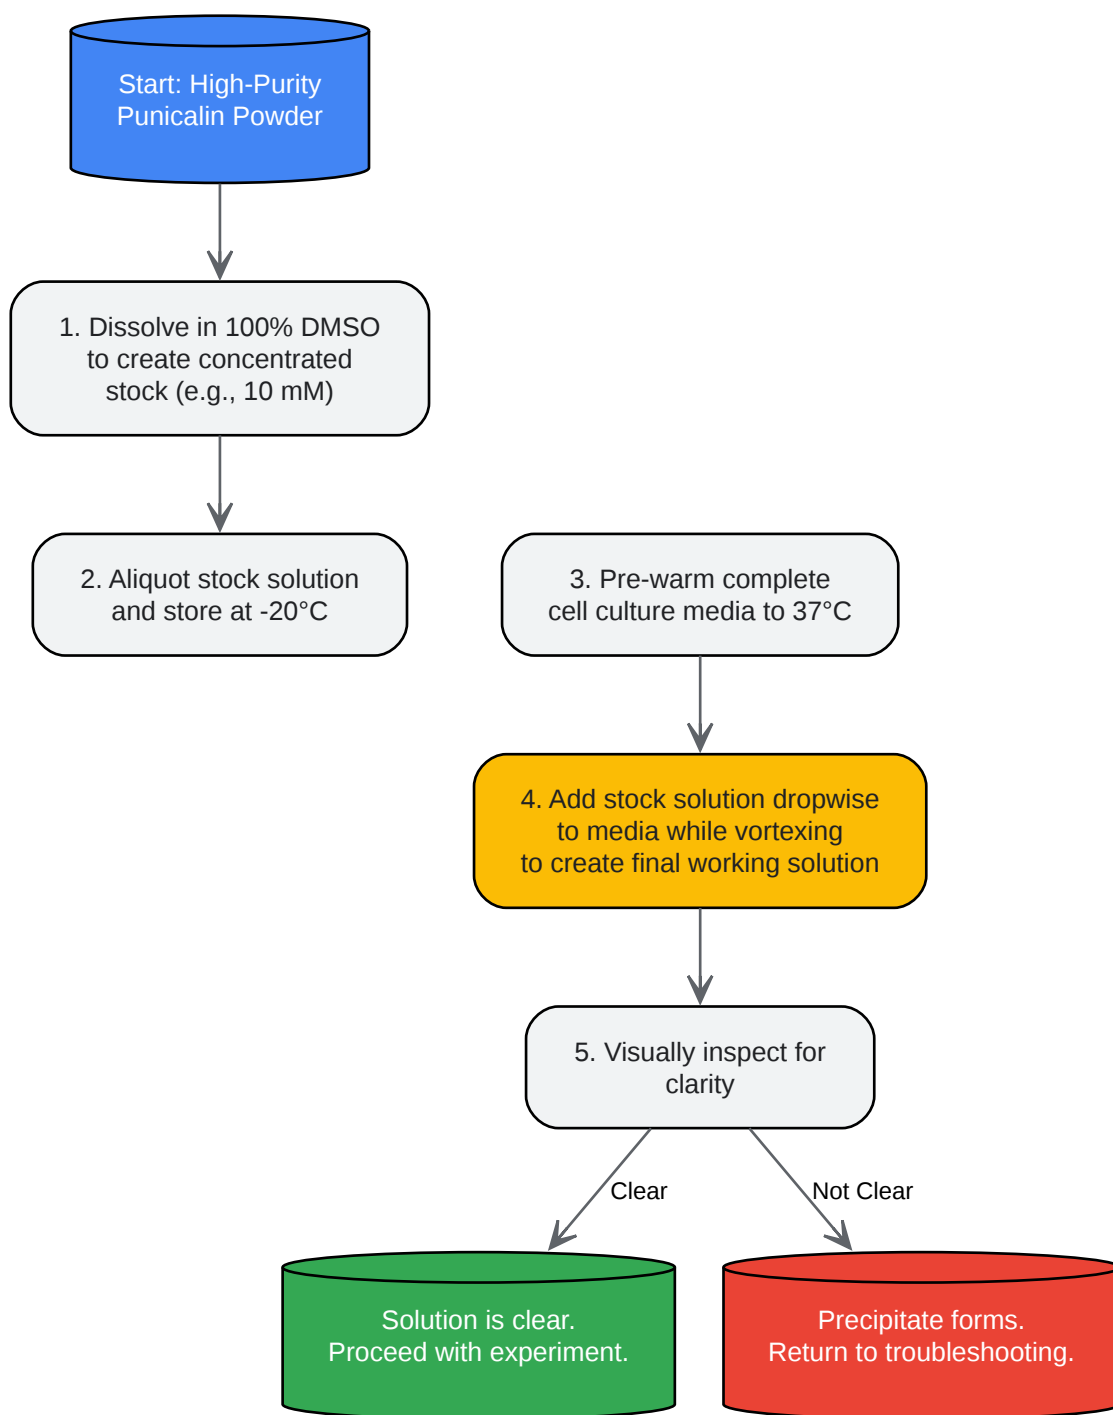 Start: High-Purity
Punicalin Powder
1. Dissolve in 100% DMSO
to create concentrated
stock (e.g., 10 mM)
2. Aliquot stock solution
and store at -20°C
3. Pre-warm complete
cell culture media to 37°C
4. Add stock solution dropwise
to media while vortexing
to create final working solution
5. Visually inspect for
clarity
Clear
Not Clear
Solution is clear.
Proceed with experiment.
Precipitate forms.
Return to troubleshooting.